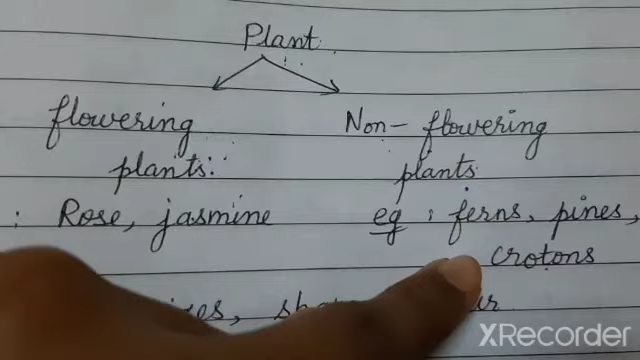 Plant
flowering Non- flowering
plants: plants
: Rose, jasmine eg : ferns, pines,
crotons
XRecorder